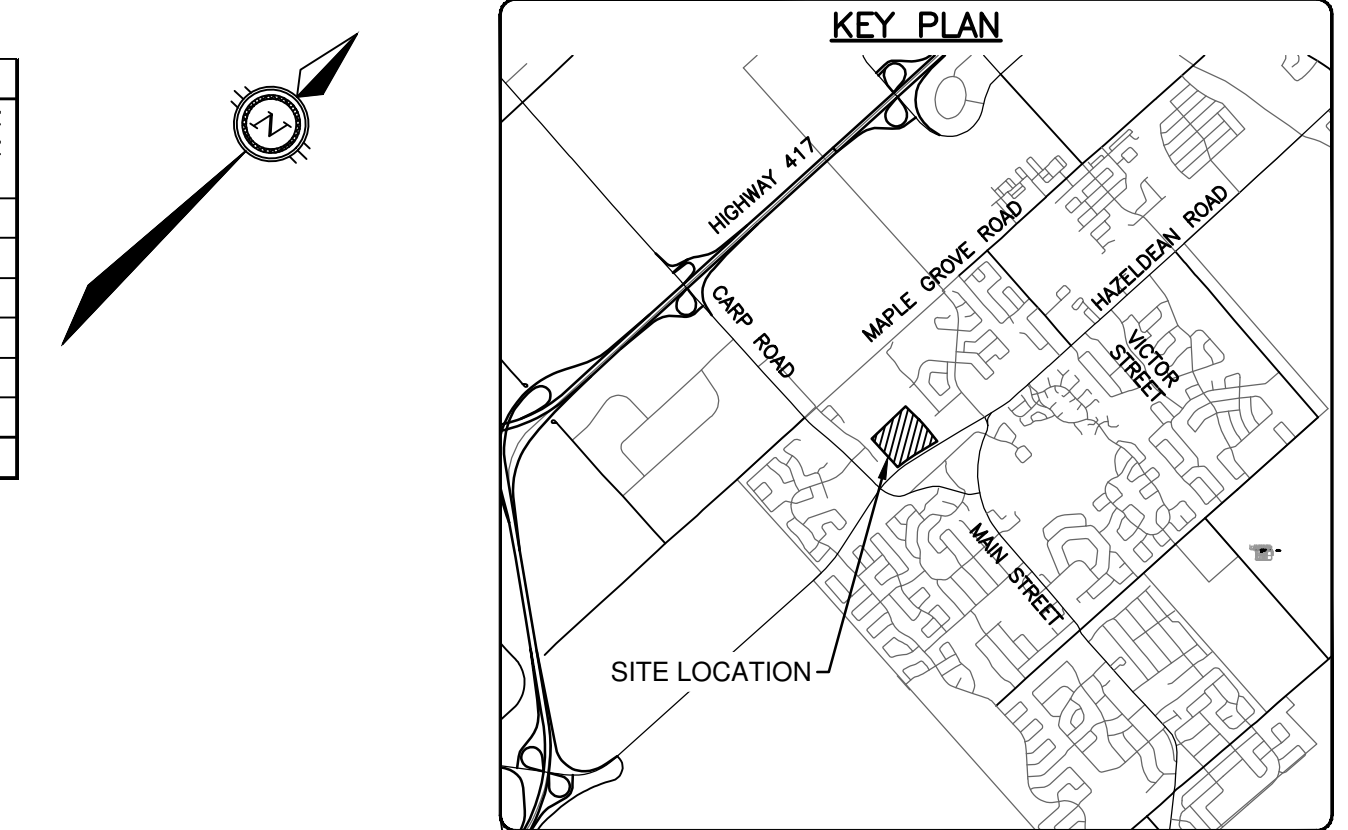 KEY PLAN
N
HIGHWAY 417
MAPLE GROVE ROAD
HAZELDEAN ROAD
CARP ROAD
VICTOR
STREET
MAIN STREET
SITE LOCATION